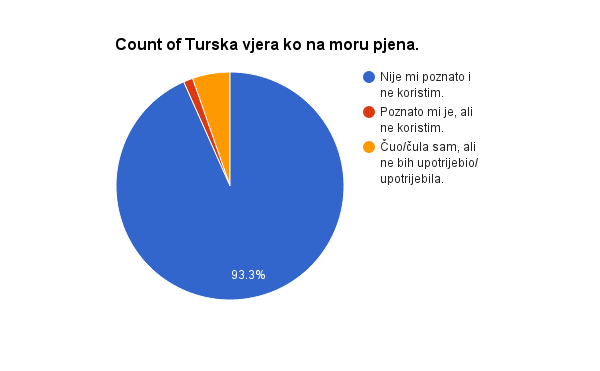 Count of Turska vjera ko na moru pjena.
Nije mi poznato i
ne koristim.
Poznato mi je, ali
ne koristim.
Čuo/čula sam, ali
ne bih upotrijebio/
upotrijebila.
93.3%